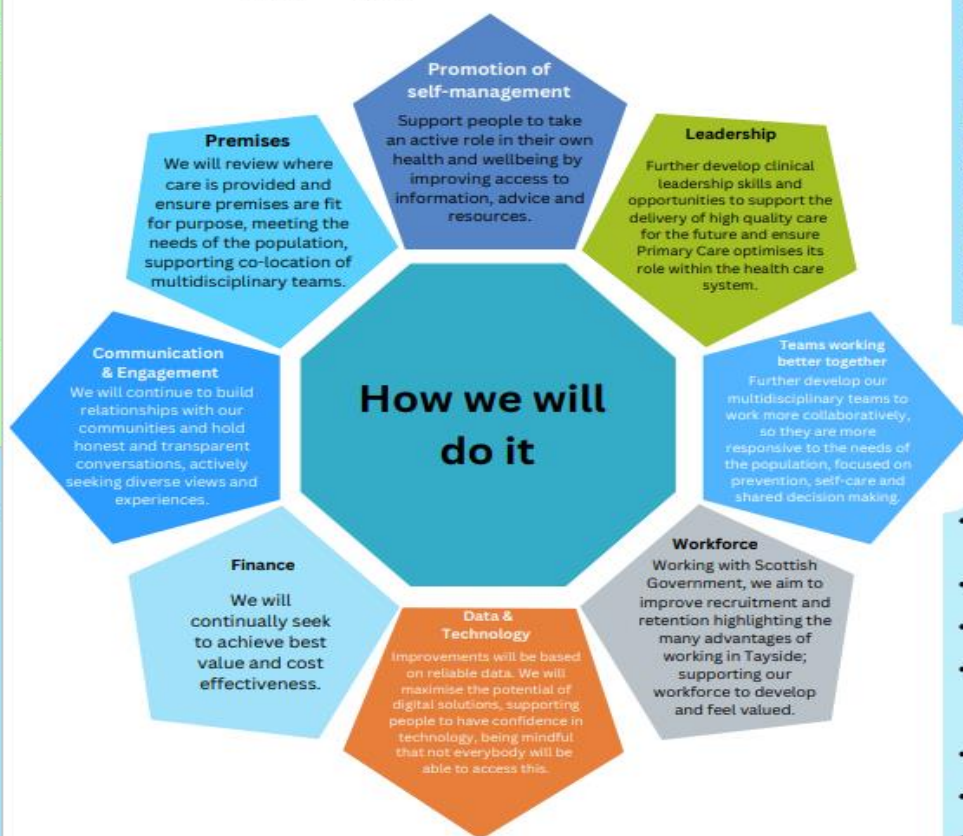 Promotion of
self-management
Support people to take
an active role in their own
health and wellbeing by
improving access to
information, advice and
resources.
Leadership
Further develop clinical
leadership skills and
opportunities to support the
delivery of high quality care
for the future and ensure
Primary Care optimises its
role within the health care
system.
Teams working
better together
Further develop our
multidisciplinary teams to
work more collaboratively,
so they are more
responsive to the needs of
the population, focused on
prevention, self-care and
shared decision making.
Workforce
Working with Scottish
Government, we aim to
improve recruitment and
retention highlighting the
many advantages of
working in Tayside;
supporting our
workforce to develop
and feel valued.
Data &
Technology
Improvements will be based
on reliable data. We will
maximise the potential of
digital solutions, supporting
people to have confidence in
technology, being mindful
that not everybody will be
able to access this.
Finance
We will
continually seek
to achieve best
value and cost
effectiveness.
Communication
& Engagement
We will continue to build
relationships with our
communities and hold
honest and transparent
conversations, actively
seeking diverse views and
experiences.
Premises
We will review where
care is provided and
ensure premises are fit
for purpose, meeting the
needs of the population,
supporting co-location of
multidisciplinary teams.
How we will
do it